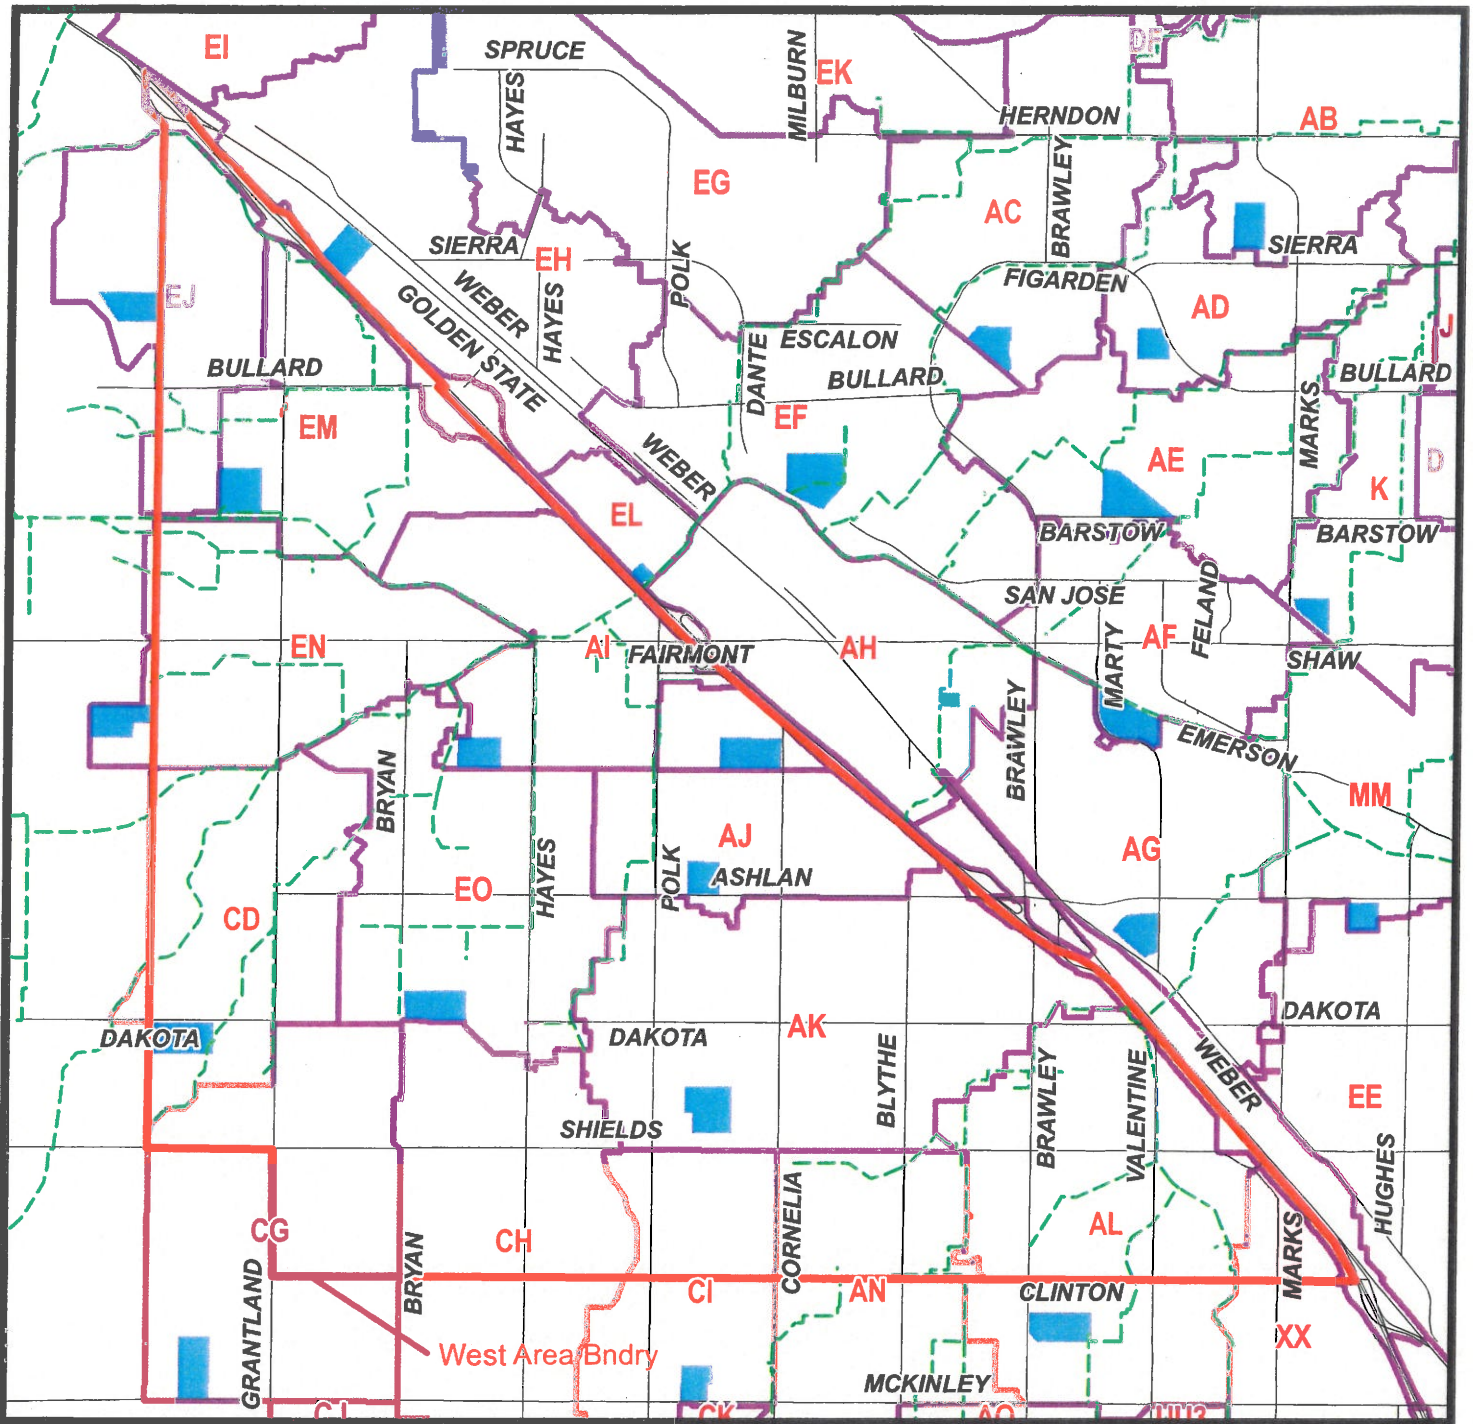 EI
SPRUCE
HAYES
MILBURN
EK
DF
HERNDON
AB
BRAWLEY
EG
AC
SIERRA
EH
WEBER
HAYES
POLK
GOLDEN STATE
FIGARDEN
SIERRA
AD
EJ
ESCALON
DANTE
J
BULLARD
BULLARD
BULLARD
MARKS
EM
EF
WEBER
AE
D
K
EL
BARSTOW
BARSTOW
SAN JOSE
FELAND
EN
AI
FAIRMONT
AH
MARTY
AF
SHAW
BRAWLEY
EMERSON
BRYAN
MM
AJ
AG
HAYES
POLK
ASHLAN
EO
CD
DAKOTA
DAKOTA
AK
DAKOTA
BLYTHE
BRAWLEY
VALENTINE
WEBER
EE
SHIELDS
HUGHES
CG
CH
CORNELIA
AL
MARKS
GRANTLAND
BRYAN
CI
AN
CLINTON
XX
West Area Bndry
MCKINLEY
CJ
CK
AO
UU3